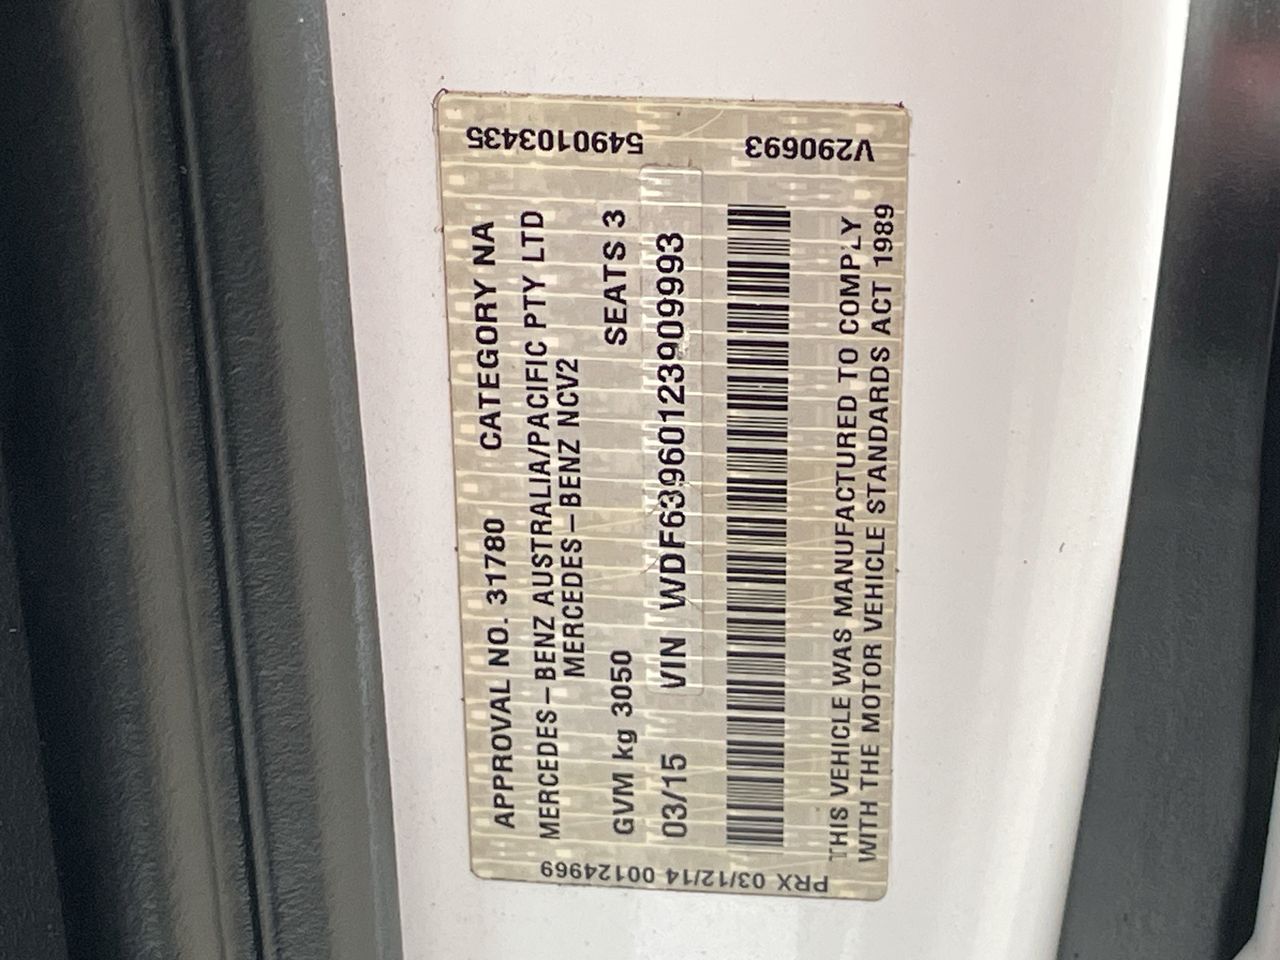 APPROVAL NO. 31780 CATEGORY NA
MERCEDES-BENZ AUSTRALIA/PACIFIC PTY LTD
MERCEDES-BENZ NCV2
GVM kg 3050 SEATS 3
03/15 VIN WDF63960123909993
THIS VEHICLE WAS MANUFACTURED TO COMPLY
WITH THE MOTOR VEHICLE STANDARDS ACT 1989
5490103435 V290693
PRX 03/12/14 00124969